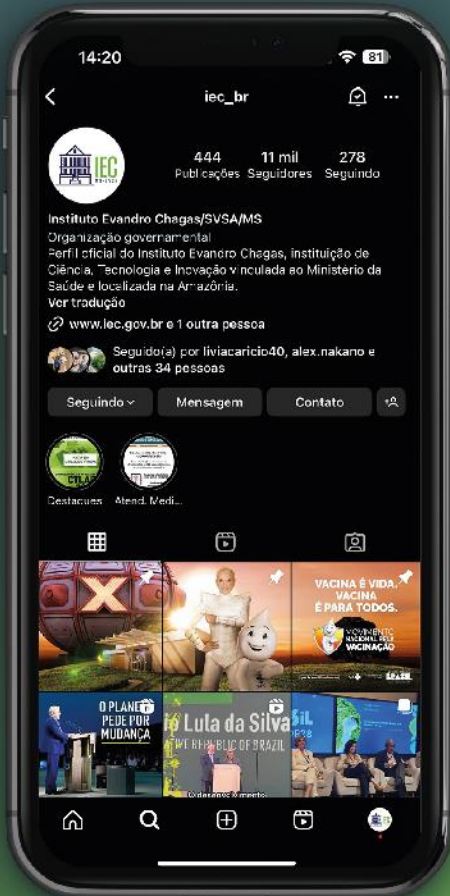 14:20
81
iec_br
IEC
444 11 mil 278
Publicações Seguidores Seguindo
Instituto Evandro Chagas/SVSA/MS
Organização governamental
Perfil oficial do Instituto Evandro Chagas, instituição de
Ciência, Tecnologia e Inovação vinculada ao Ministério da
Saúde e localizada na Amazônia.
Ver tradução
www.iec.gov.br e 1 outra pessoa
Seguido(a) por liviacaricio40, alex.nakano e
outras 34 pessoas
Seguindo Mensagem Contato
Destaques Atend. Medi...
X
VACINA É VIDA.
VACINA
É PARA TODOS.
MOVIMENTO
NACIONAL PELA
VACINAÇÃO
BRASIL
O PLANE
PEDE POR
MUDANÇA
Lula da Silva
REPUBLIC OF BRAZIL